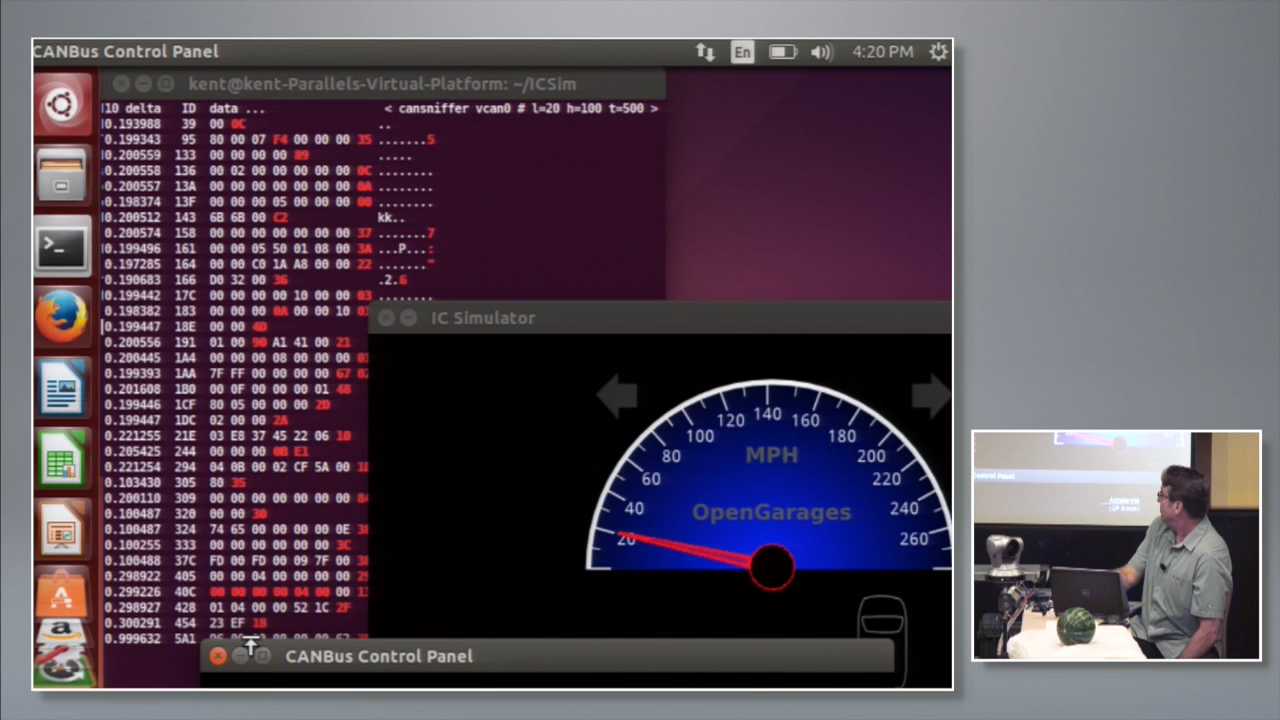 CANBus Control Panel
En 4:20 PM
kent@kent-Parallels-Virtual-Platform: ~/ICSim
10 delta ID data ... < cansniffer vcan0 # l=20 h=100 t=500 >
0.193988 39 00 0C ..
0.199343 95 80 00 07 F4 00 00 00 35 .......5
0.200559 133 00 00 00 00 89 .....
0.200558 136 00 02 00 00 00 00 00 0C ........
0.200557 13A 00 00 00 00 00 00 00 0A ........
0.198374 13F 00 00 00 05 00 00 00 00 ........
0.200512 143 6B 6B 00 C2 kk..
0.200574 158 00 00 00 00 00 00 00 37 .......7
0.199496 161 00 00 05 50 01 08 00 3A ...P...:
0.197285 164 00 00 C0 1A A8 00 00 22 ......."
0.190683 166 D0 32 00 36 .2.6
0.199442 17C 00 00 00 00 10 00 00 03 ........
0.198382 183 00 00 00 0A 00 00 10
0.199447 18E 00 00 4D
0.200556 191 01 00 90 A1 41 00 21
0.200445 1A4 00 00 00 08 00 00 00
0.199393 1AA 7F FF 00 00 00 00 67 02
0.201608 1B0 00 0F 00 00 00 01 48
0.199446 1CF 80 05 00 00 00 2D
0.199447 1DC 02 00 00 2A
0.221255 21E 03 E8 37 45 22 06 10
0.205425 244 00 00 00 0B E1
0.221254 294 04 0B 00 02 CF 5A 00
0.103430 305 80 35
0.200110 309 00 00 00 00 00 00 00
0.100487 320 00 00 30
0.100487 324 74 65 00 00 00 00 0E
0.100255 333 00 00 00 00 00 00 3C
0.100488 37C FD 00 FD 00 09 7F 00
0.298922 405 00 00 04 00 00 00 00
0.299226 40C 00 00 00 00 04 00 00
0.298927 428 01 04 00 00 52 1C 2F
0.300291 454 23 EF 18
0.999632 5A1
IC Simulator
20 40 60 80 100 120 140 160 180 200 220 240 260
MPH
OpenGarages
CANBus Control Panel
Control Panel
Accelerate
(UP Arrow)